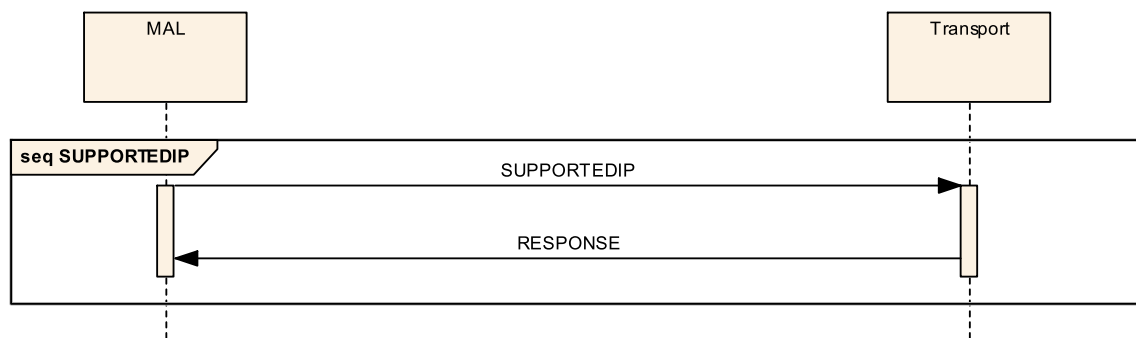 MAL
Transport
seq SUPPORTEDIP
SUPPORTEDIP
RESPONSE